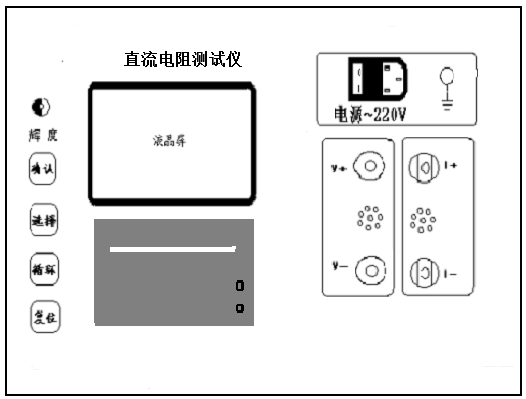 直流电阻测试仪
液晶屏
辉 度
确认
选择
循环
复位
电源~220V
V+
I+
V-
I-